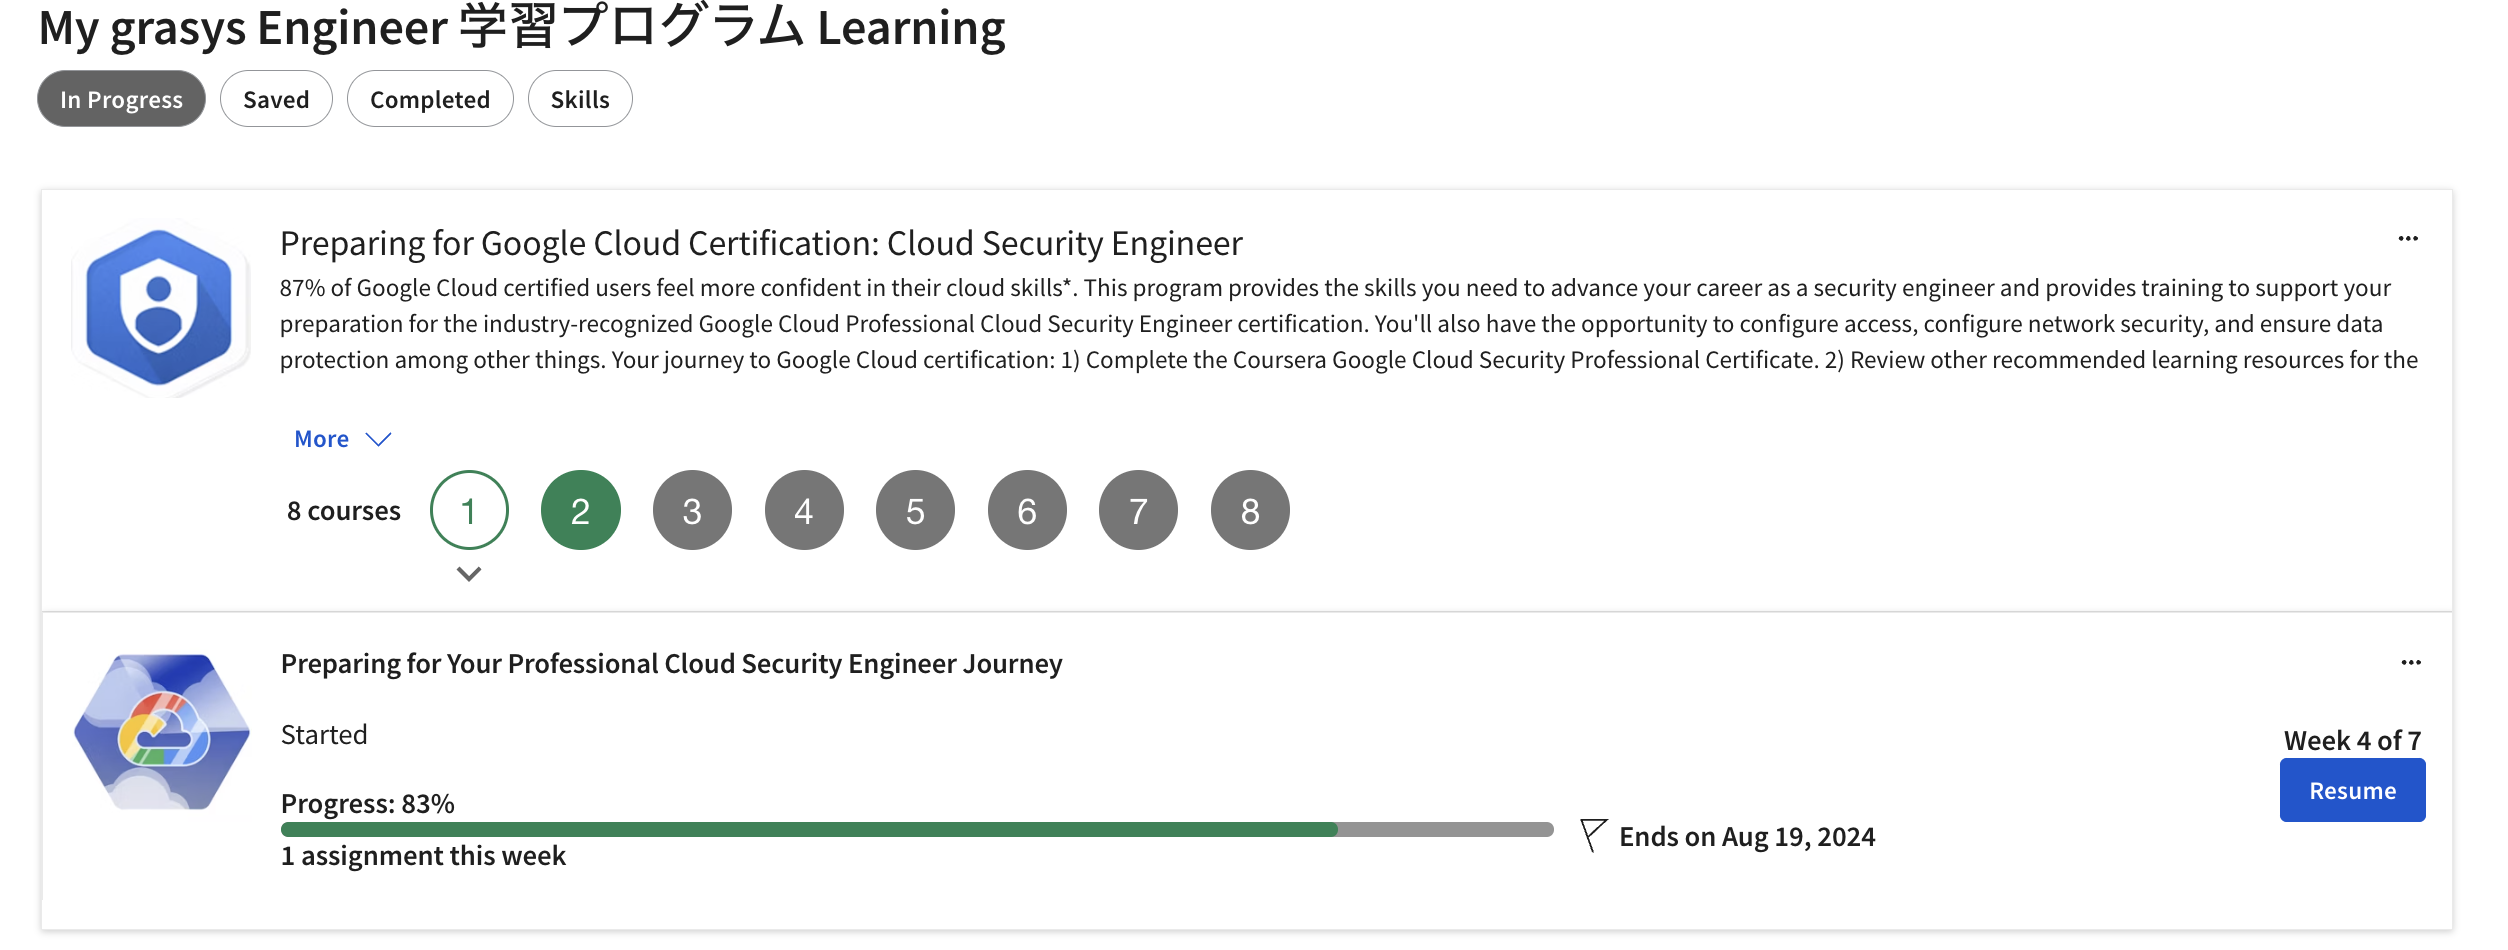 My grasys Engineer 学習プログラム Learning
In Progress
Saved
Completed
Skills
Preparing for Google Cloud Certification: Cloud Security Engineer
87% of Google Cloud certified users feel more confident in their cloud skills*. This program provides the skills you need to advance your career as a security engineer and provides training to support your
preparation for the industry-recognized Google Cloud Professional Cloud Security Engineer certification. You'll also have the opportunity to configure access, configure network security, and ensure data
protection among other things. Your journey to Google Cloud certification: 1) Complete the Coursera Google Cloud Security Professional Certificate. 2) Review other recommended learning resources for the
More
8 courses 1 2 3 4 5 6 7 8
Preparing for Your Professional Cloud Security Engineer Journey
Started
Week 4 of 7
Resume
Progress: 83%
Ends on Aug 19, 2024
1 assignment this week